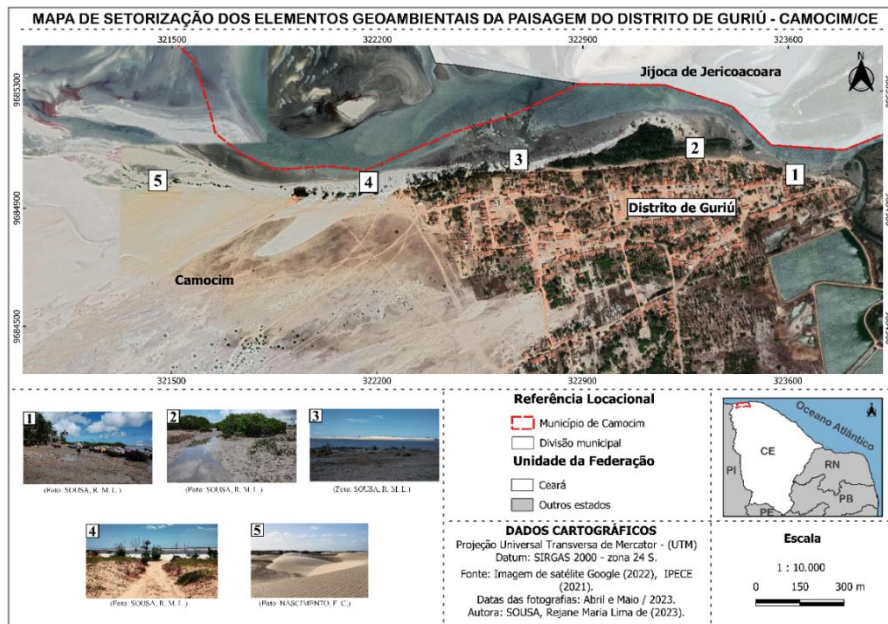 MAPA DE SETORIZAÇÃO DOS ELEMENTOS GEOAMBIENTAIS DA PAISAGEM DO DISTRITO DE GURIÚ - CAMOCIM/CE
321500 322200 322900 323600
9685300
9685300
Jijoca de Jericoacoara
N
5
4
3
2
1
9684900
9684900
Distrito de Guriú
Camocim
9684500
9684500
321500 322200 322900 323600
1
2
3
(Foto: SOUSA, R. M. L.)
(Foto: SOUSA, R. M. L.)
(Foto: SOUSA, R. M. L.)
4
5
(Foto: SOUSA, R. M. L.)
(Foto: NASCIMENTO, F. C.)
Referência Locacional
Município de Camocim
Divisão municipal
Unidade da Federação
Ceará
Outros estados
DADOS CARTOGRÁFICOS
Projeção Universal Transversa de Mercator - (UTM)
Datum: SIRGAS 2000 - zona 24 S.
Fonte: Imagem de satélite Google (2022), IPECE
(2021).
Datas das fotografias: Abril e Maio / 2023.
Autora: SOUSA, Rejane Maria Lima de (2023).
Oceano Atlântico
CE
PI
RN
PB
PE
Escala
1 : 10.000
0 150 300 m